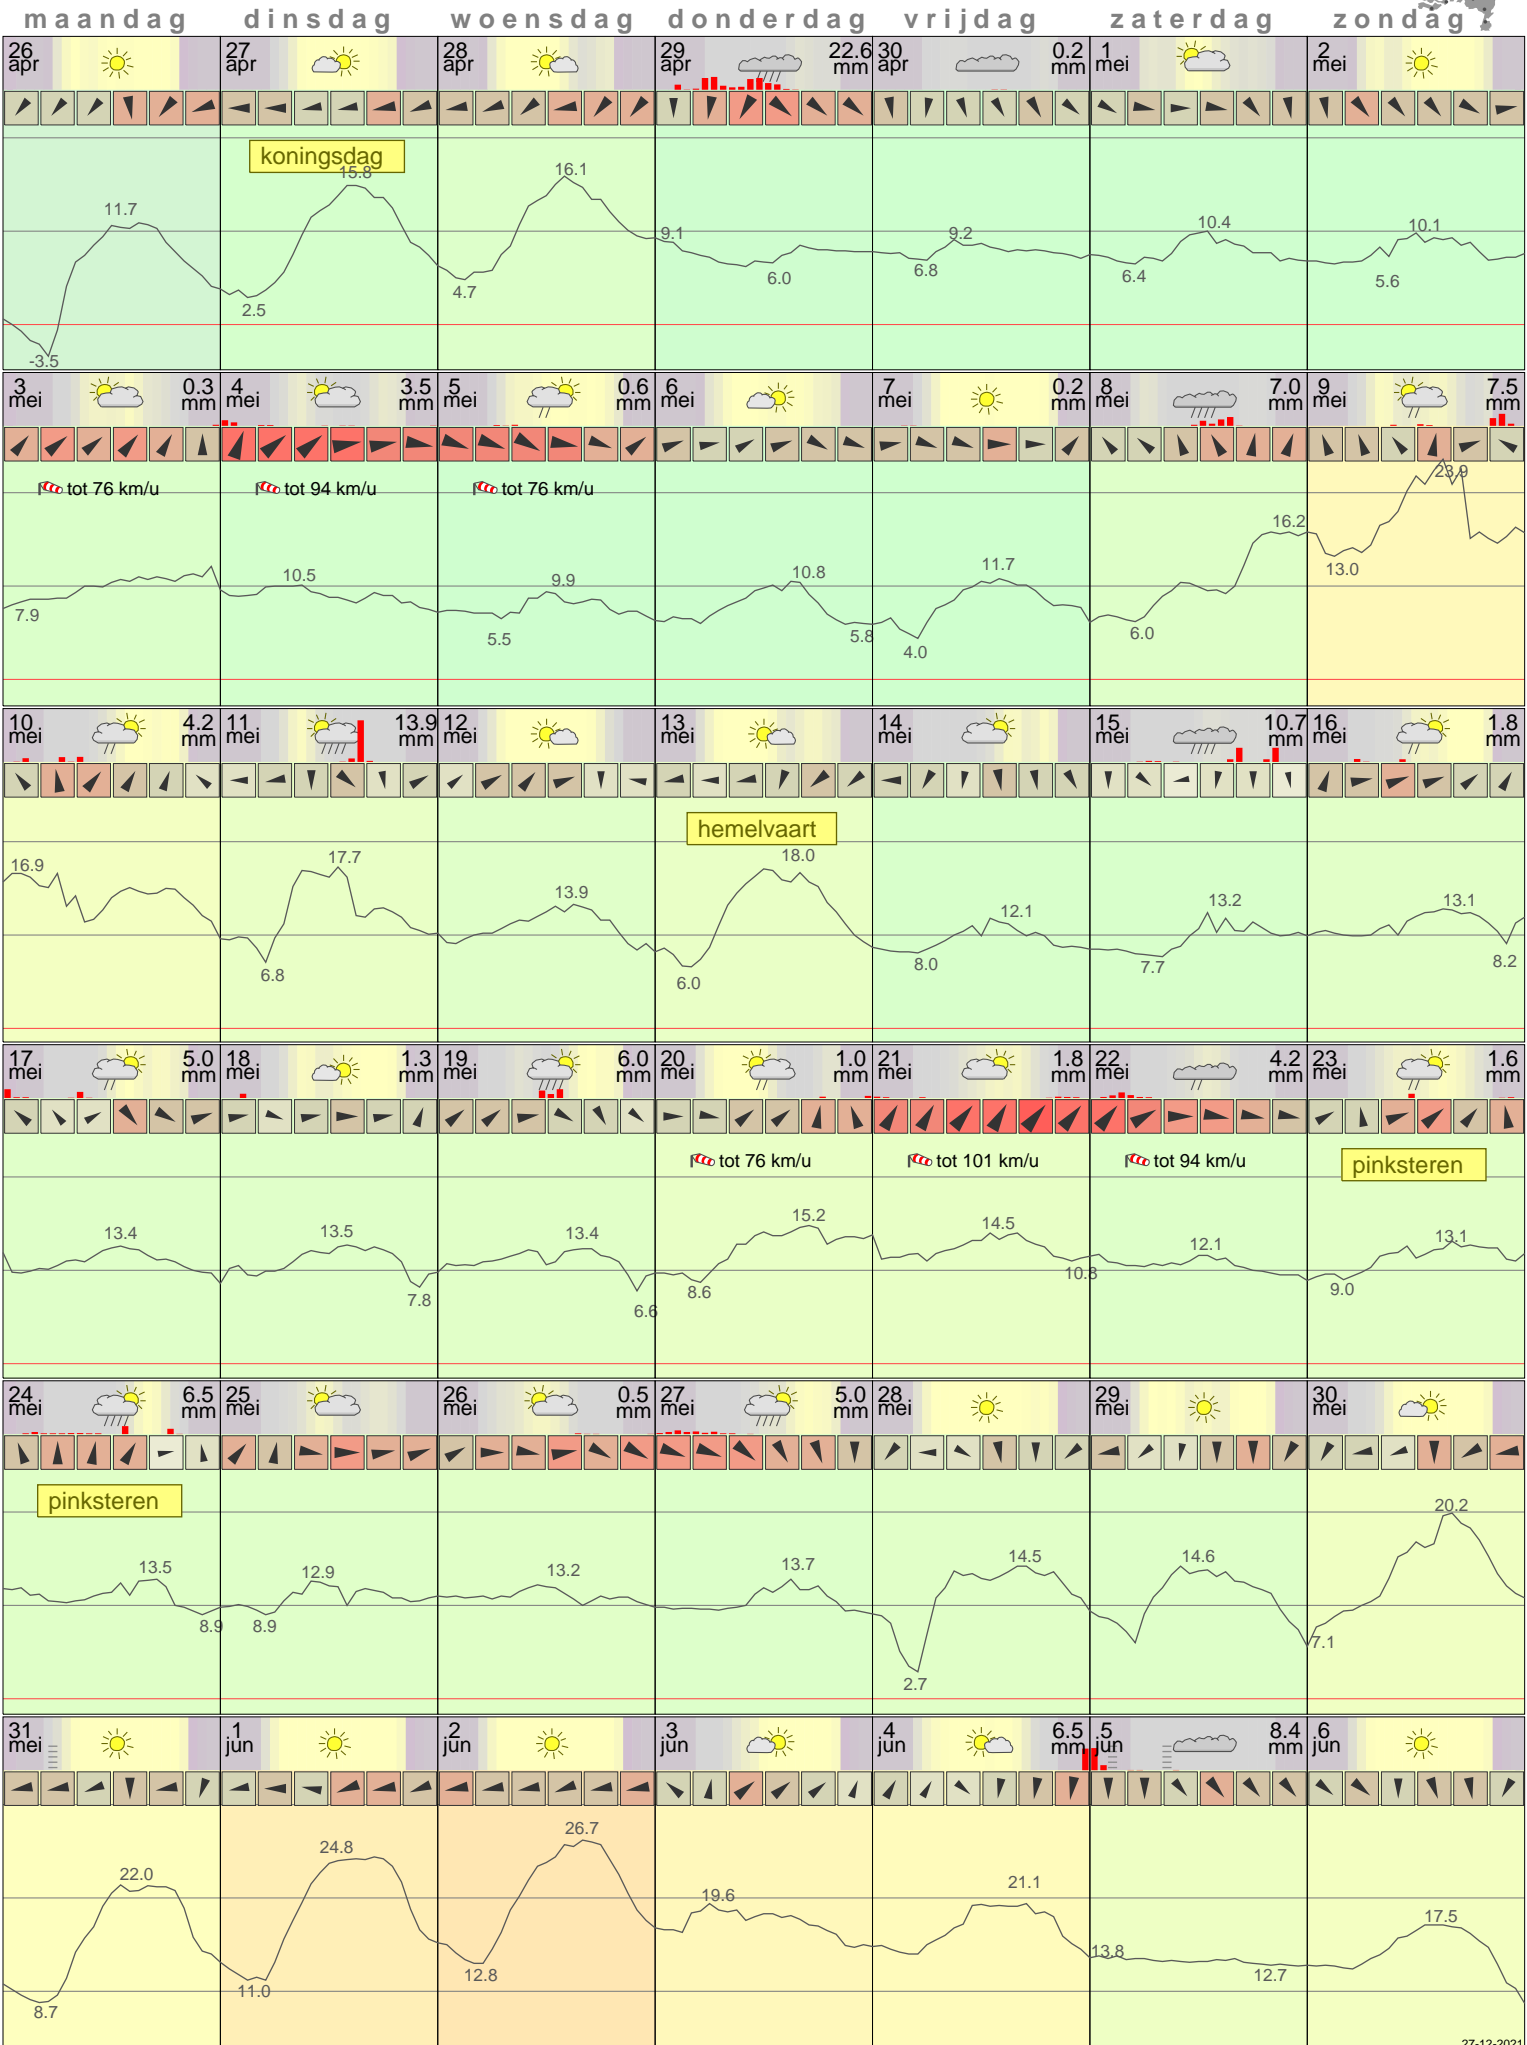 maandag dinsdag woensdag donderdag vrijdag zaterdag zondag
26 apr 27 apr 28 apr 29 apr 22.6 mm 30 apr 0.2 mm 1 mei 2 mei
koningsdag
11.7 15.8 16.1 9.1 9.2 10.4 10.1
-3.5 2.5 4.7 6.0 6.8 6.4 5.6
3 mei 0.3 mm 4 mei 3.5 mm 5 mei 0.6 mm 6 mei 7 mei 0.2 mm 8 mei 7.0 mm 9 mei 7.5 mm
tot 76 km/u tot 94 km/u tot 76 km/u
7.9 10.5 9.9 10.8 11.7 16.2 23.9
5.5 5.8 4.0 6.0 13.0
10 mei 4.2 mm 11 mei 13.9 mm 12 mei 13 mei 14 mei 15 mei 10.7 mm 16 mei 1.8 mm
hemelvaart
16.9 17.7 13.9 18.0 12.1 13.2 13.1
6.8 6.0 8.0 7.7 8.2
17 mei 5.0 mm 18 mei 1.3 mm 19 mei 6.0 mm 20 mei 1.0 mm 21 mei 1.8 mm 22 mei 4.2 mm 23 mei 1.6 mm
tot 76 km/u tot 101 km/u tot 94 km/u pinksteren
13.4 13.5 13.4 15.2 14.5 12.1 13.1
7.8 6.6 8.6 10.8 9.0
24 mei 6.5 mm 25 mei 26 mei 0.5 mm 27 mei 5.0 mm 28 mei 29 mei 30 mei
pinksteren
13.5 12.9 13.2 13.7 14.5 14.6 20.2
8.9 8.9 2.7 7.1
31 mei 1 jun 2 jun 3 jun 4 jun 6.5 mm 5 jun 8.4 mm 6 jun
22.0 24.8 26.7 19.6 21.1 13.8 17.5
8.7 11.0 12.8 12.7
27-12-2021